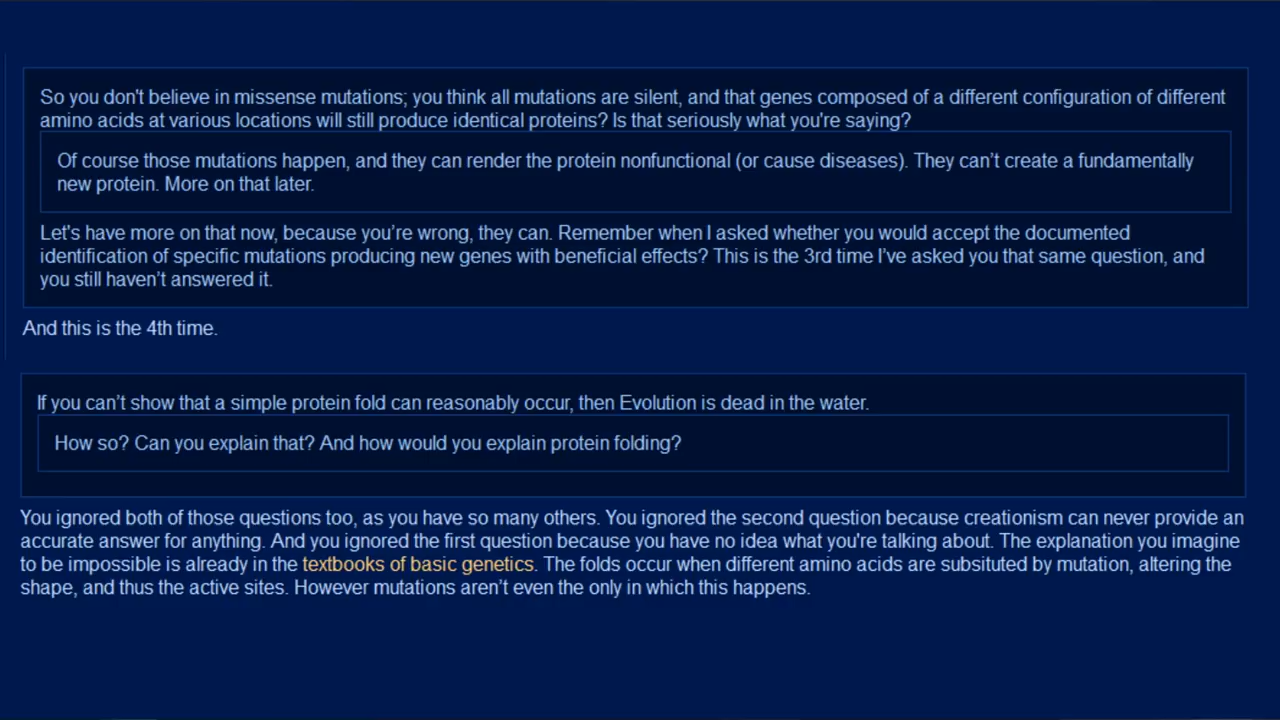 So you don't believe in missense mutations; you think all mutations are silent, and that genes composed of a different configuration of different
amino acids at various locations will still produce identical proteins? Is that seriously what you're saying?
Of course those mutations happen, and they can render the protein nonfunctional (or cause diseases). They can’t create a fundamentally
new protein. More on that later.
Let's have more on that now, because you’re wrong, they can. Remember when I asked whether you would accept the documented
identification of specific mutations producing new genes with beneficial effects? This is the 3rd time I’ve asked you that same question, and
you still haven’t answered it.
And this is the 4th time.
If you can’t show that a simple protein fold can reasonably occur, then Evolution is dead in the water.
How so? Can you explain that? And how would you explain protein folding?
You ignored both of those questions too, as you have so many others. You ignored the second question because creationism can never provide an
accurate answer for anything. And you ignored the first question because you have no idea what you're talking about. The explanation you imagine
to be impossible is already in the textbooks of basic genetics. The folds occur when different amino acids are subsituted by mutation, altering the
shape, and thus the active sites. However mutations aren’t even the only in which this happens.